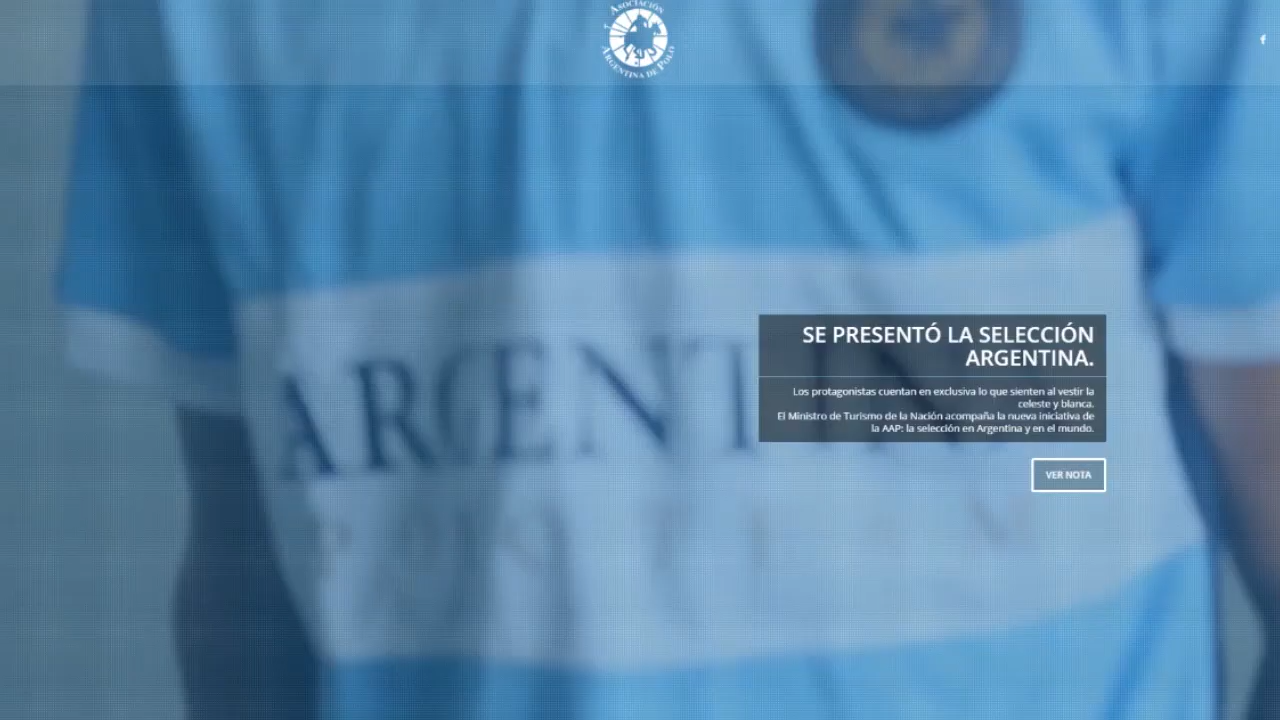 ASOCIACIÓN
ARGENTINA DE POLO
f
SE PRESENTÓ LA SELECCIÓN
ARGENTINA.
Los protagonistas cuentan en exclusiva lo que sienten al vestir la
celeste y blanca.
El Ministro de Turismo de la Nación acompaña la nueva iniciativa de
la AAP: la selección en Argentina y en el mundo.
VER NOTA
ARGENTINA